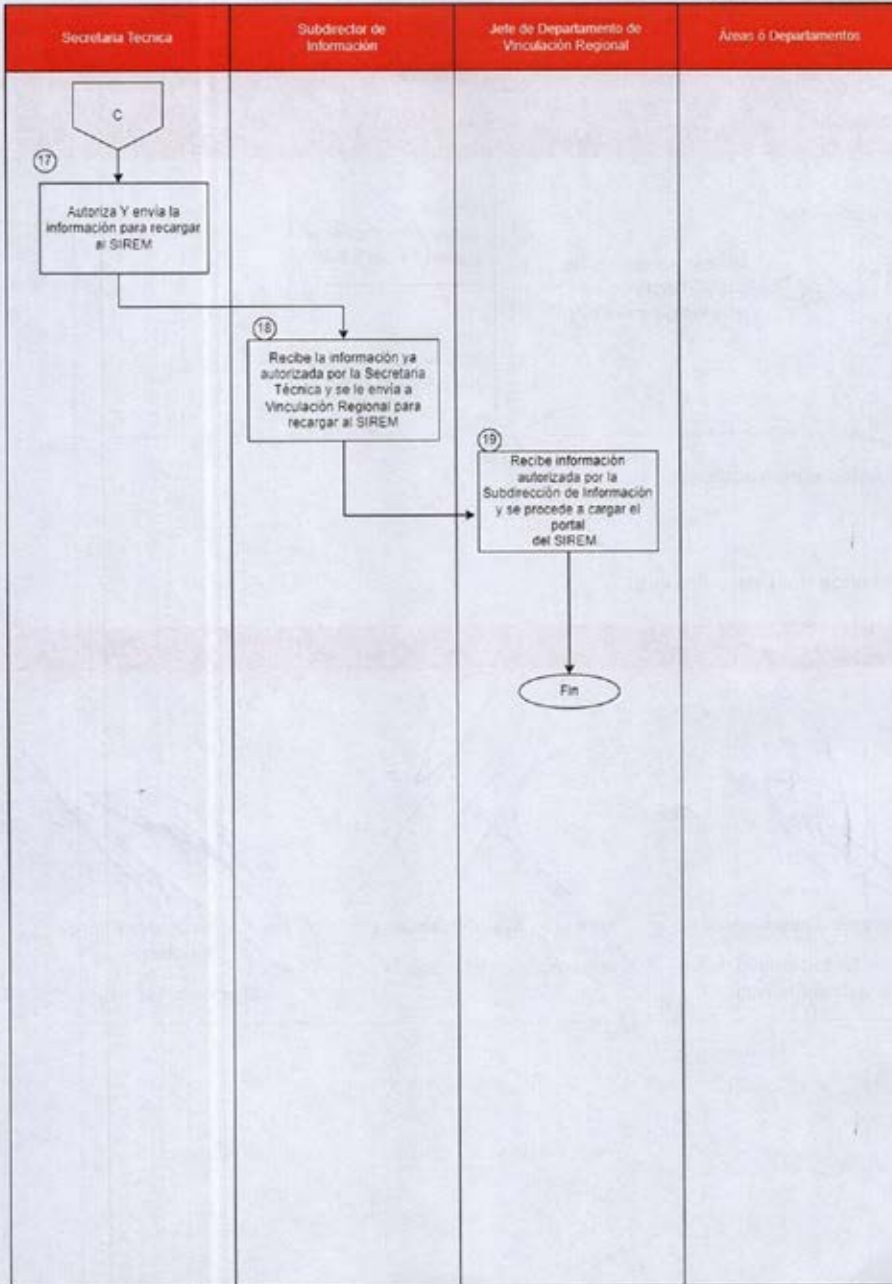 Secretaria Tecnica
Subdirector de
Información
Jefe de Departamento de
Vinculación Regional
Áreas ó Departamentos
C
17
Autoriza Y envía la
información para recargar
al SIREM
18
Recibe la información ya
autorizada por la Secretaria
Técnica y se le envía a
Vinculación Regional para
recargar al SIREM
19
Recibe información
autorizada por la
Subdirección de Información
y se procede a cargar el
portal
del SIREM
Fin